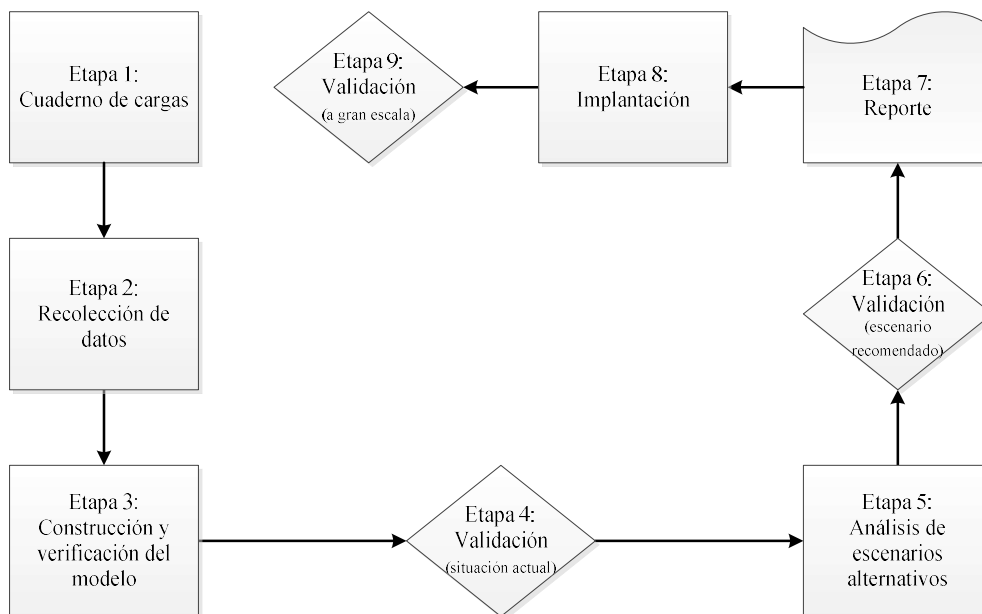 Etapa 1:
Cuaderno de cargas
Etapa 2:
Recolección de
datos
Etapa 3:
Construcción y
verificación del
modelo
Etapa 4:
Validación
(situación actual)
Etapa 5:
Análisis de
escenarios
alternativos
Etapa 6:
Validación
(escenario
recomendado)
Etapa 7:
Reporte
Etapa 8:
Implantación
Etapa 9:
Validación
(a gran escala)